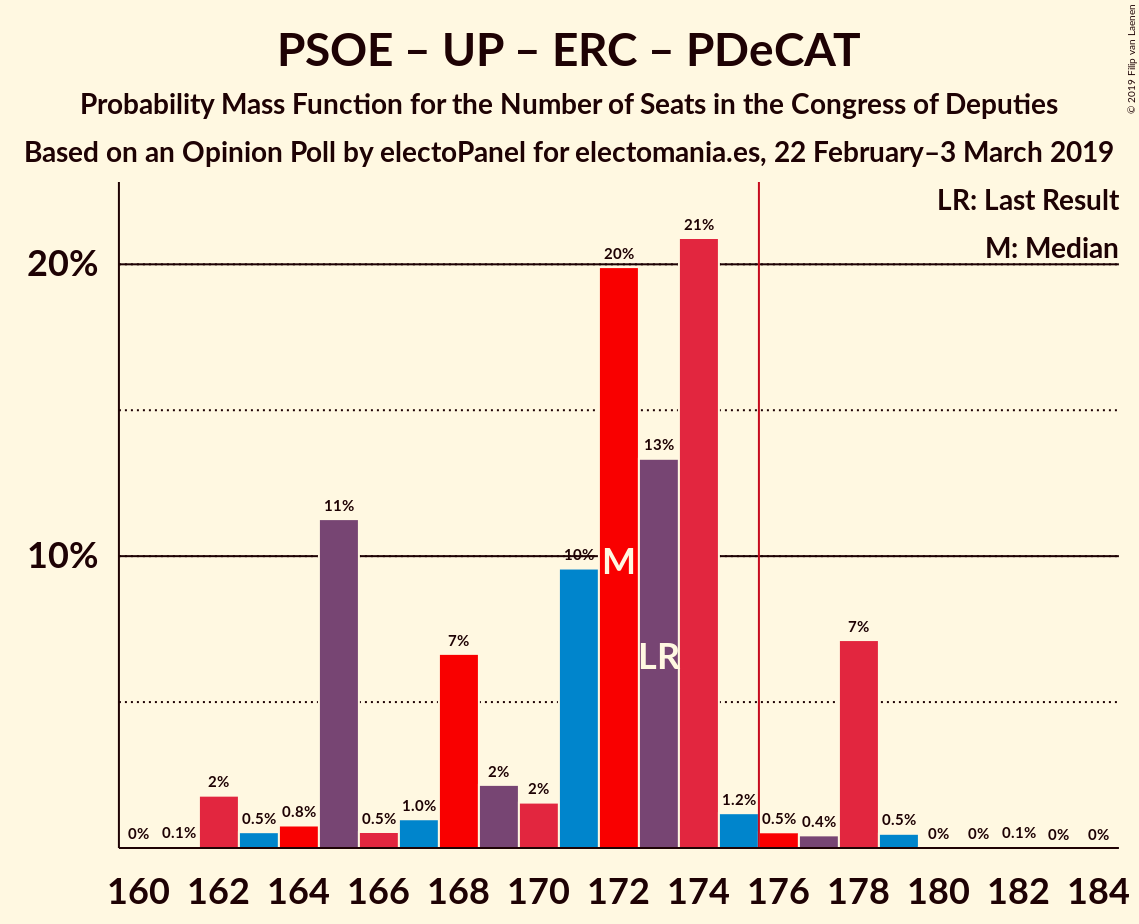 PSOE – UP – ERC – PDeCAT
Probability Mass Function for the Number of Seats in the Congress of Deputies
Based on an Opinion Poll by electoPanel for electomania.es, 22 February–3 March 2019
© 2019 Filip van Laenen
LR: Last Result
M: Median
20%
10%
0% 0.1% 2% 0.5% 0.8% 11% 0.5% 1.0% 7% 2% 2% 10% 20% 13% 21% 1.2% 0.5% 0.4% 7% 0.5% 0% 0% 0.1% 0% 0%
M
LR
160 162 164 166 168 170 172 174 176 178 180 182 184